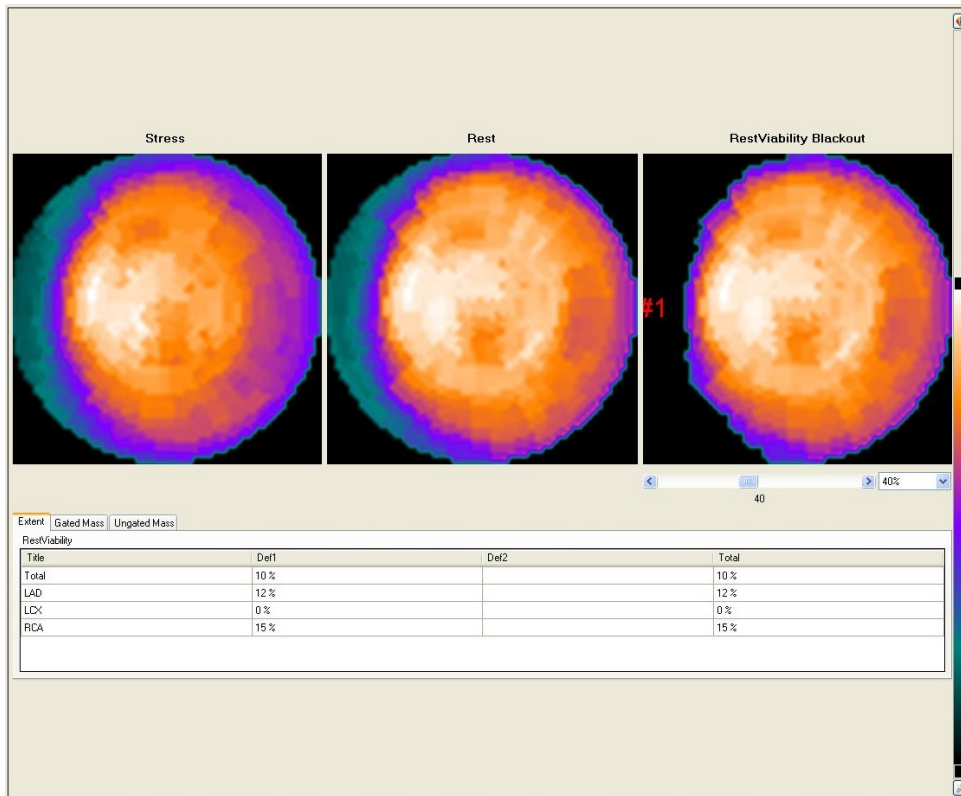 Stress Rest RestViability Blackout
#1
40%
40
Extent Gated Mass Ungated Mass
RestViability
Title Def1 Def2 Total
Total 10 % 10 %
LAD 12 % 12 %
LCX 0 % 0 %
RCA 15 % 15 %